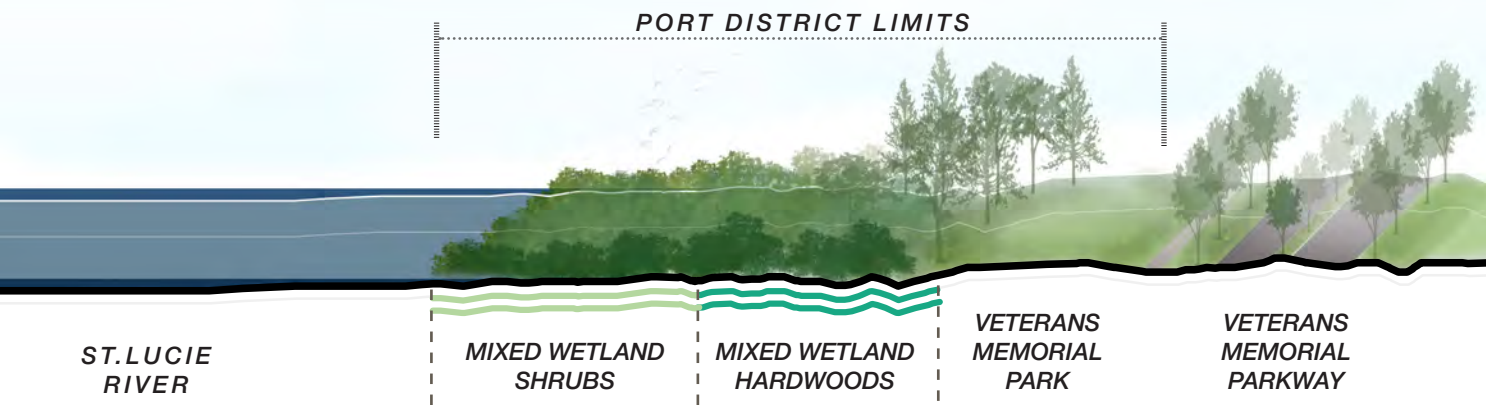 PORT DISTRICT LIMITS
ST.LUCIE
RIVER
MIXED WETLAND
SHRUBS
MIXED WETLAND
HARDWOODS
VETERANS
MEMORIAL
PARK
VETERANS
MEMORIAL
PARKWAY